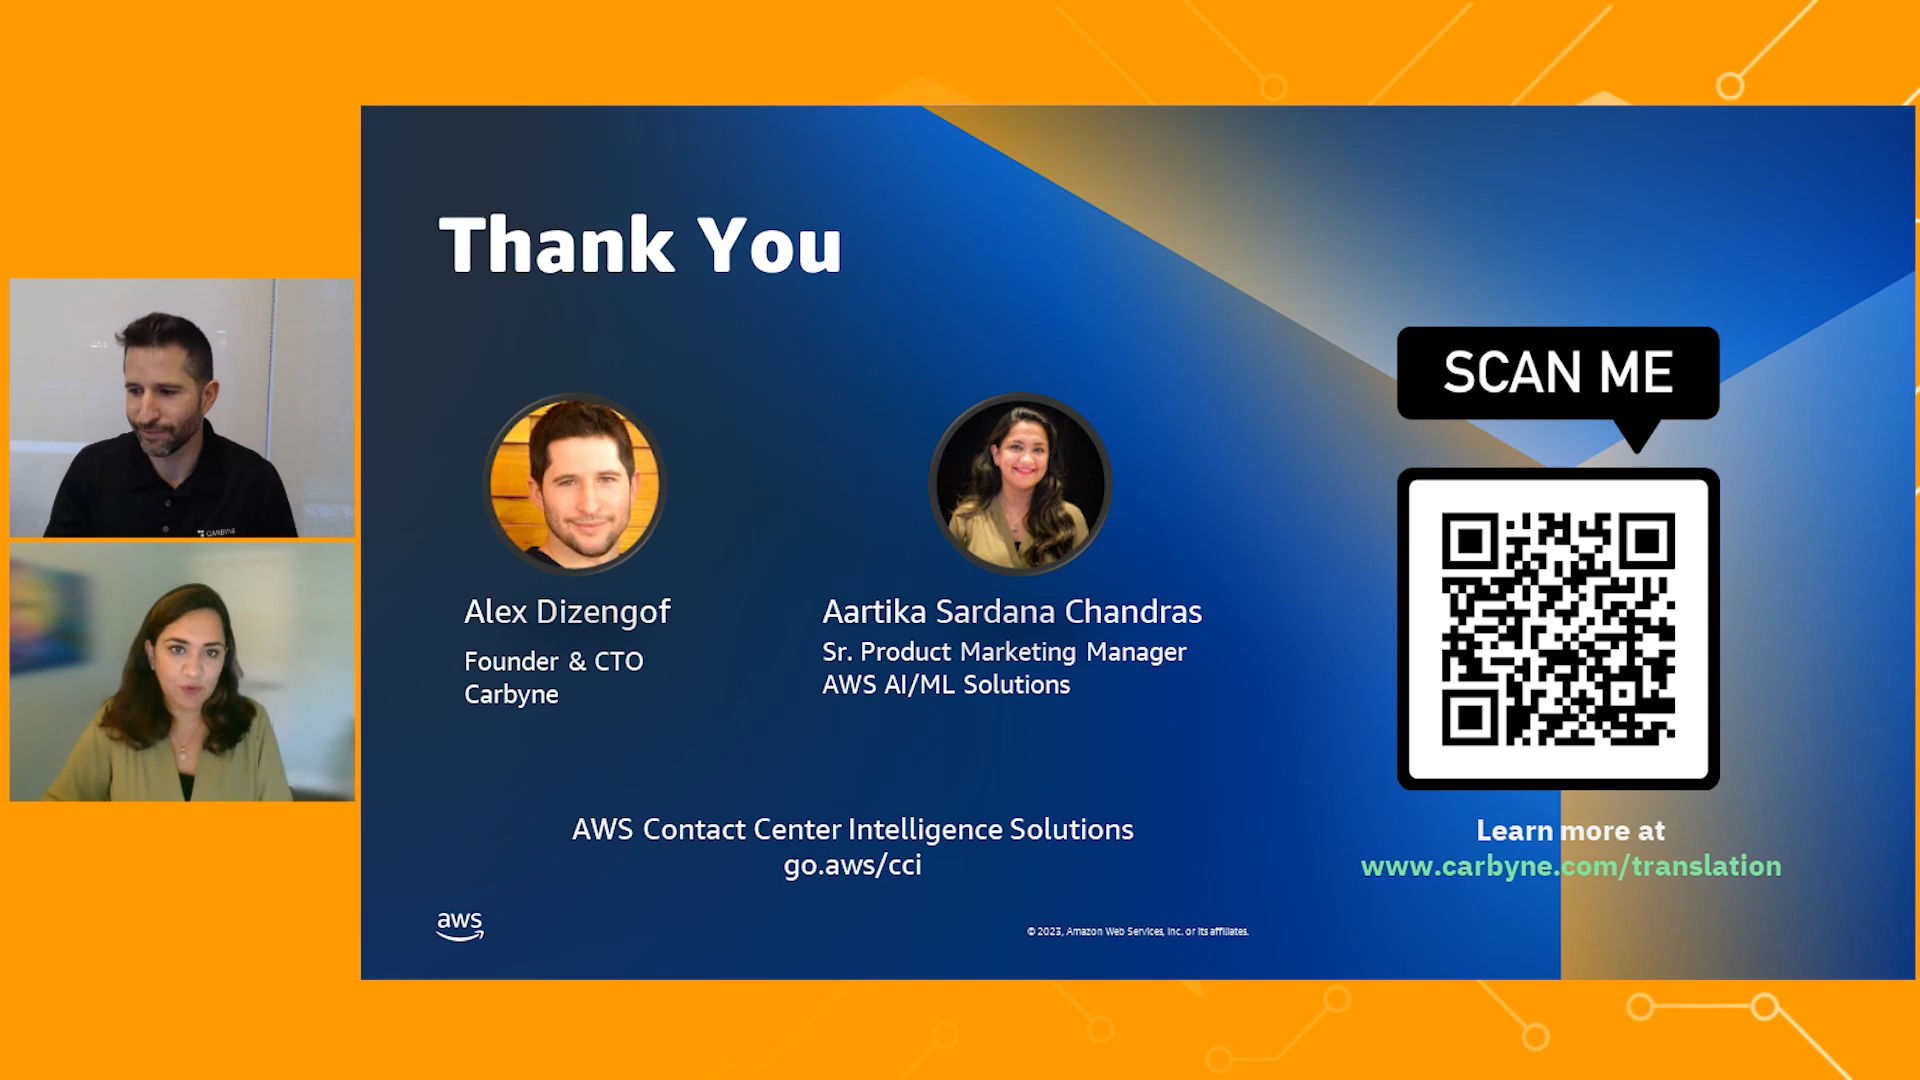 Thank You
SCAN ME
CARBYNE
Alex Dizengof
Founder & CTO
Carbyne
Aartika Sardana Chandras
Sr. Product Marketing Manager
AWS AI/ML Solutions
AWS Contact Center Intelligence Solutions
go.aws/cci
Learn more at
www.carbyne.com/translation
aws
© 2023, Amazon Web Services, Inc. or its affiliates.